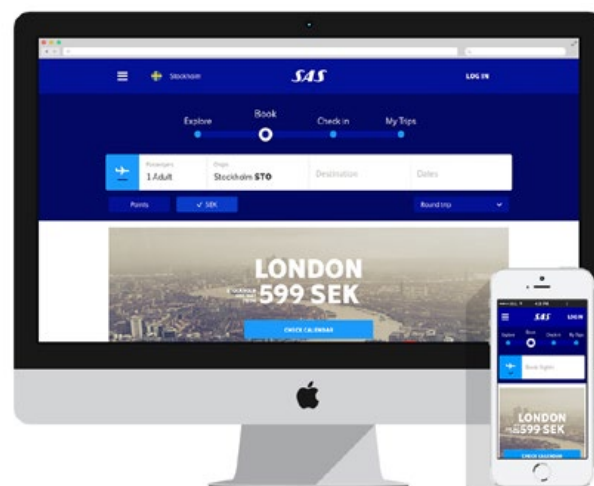 Stockholm
SAS
LOG IN
Explore
Book
Check in
My Trips
Passengers
1 Adult
Origin
Stockholm STO
Destination
Dates
Points
✓ SEK
Round trip
LONDON
599 SEK
CHECK CALENDAR
SAS
LOG IN
Explore
Book
Check in
My Trips
Book flights
LONDON
599 SEK
CHECK CALENDAR